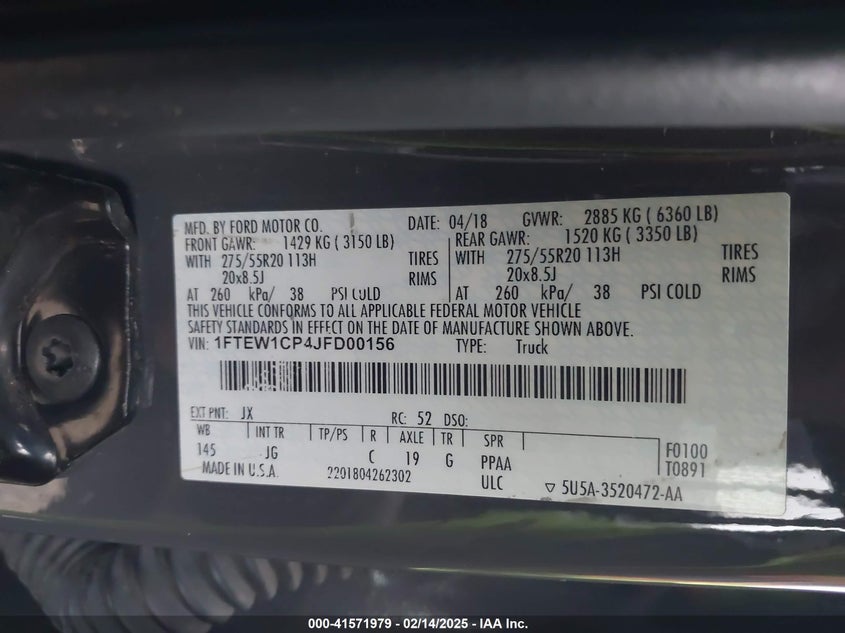 MFD. BY FORD MOTOR CO. DATE: 04/18 GVWR: 2885 KG ( 6360 LB)
FRONT GAWR: 1429 KG ( 3150 LB) REAR GAWR: 1520 KG ( 3350 LB)
WITH 275/55R20 113H TIRES WITH 275/55R20 113H TIRES
20x8.5J RIMS 20x8.5J RIMS
AT 260 kPa/ 38 PSI COLD AT 260 kPa/ 38 PSI COLD
THIS VEHICLE CONFORMS TO ALL APPLICABLE FEDERAL MOTOR VEHICLE
SAFETY STANDARDS IN EFFECT ON THE DATE OF MANUFACTURE SHOWN ABOVE.
VIN: 1FTEW1CP4JFD00156 TYPE: Truck
EXT PNT: JX RC: 52 DSO:
WB INT TR TP/PS R AXLE TR SPR F0100
145 JG C 19 G PPAA T0891
MADE IN U.S.A. 2201804262302 ULC ▽ 5U5A-3520472-AA
000-41571979 - 02/14/2025 - IAA Inc.